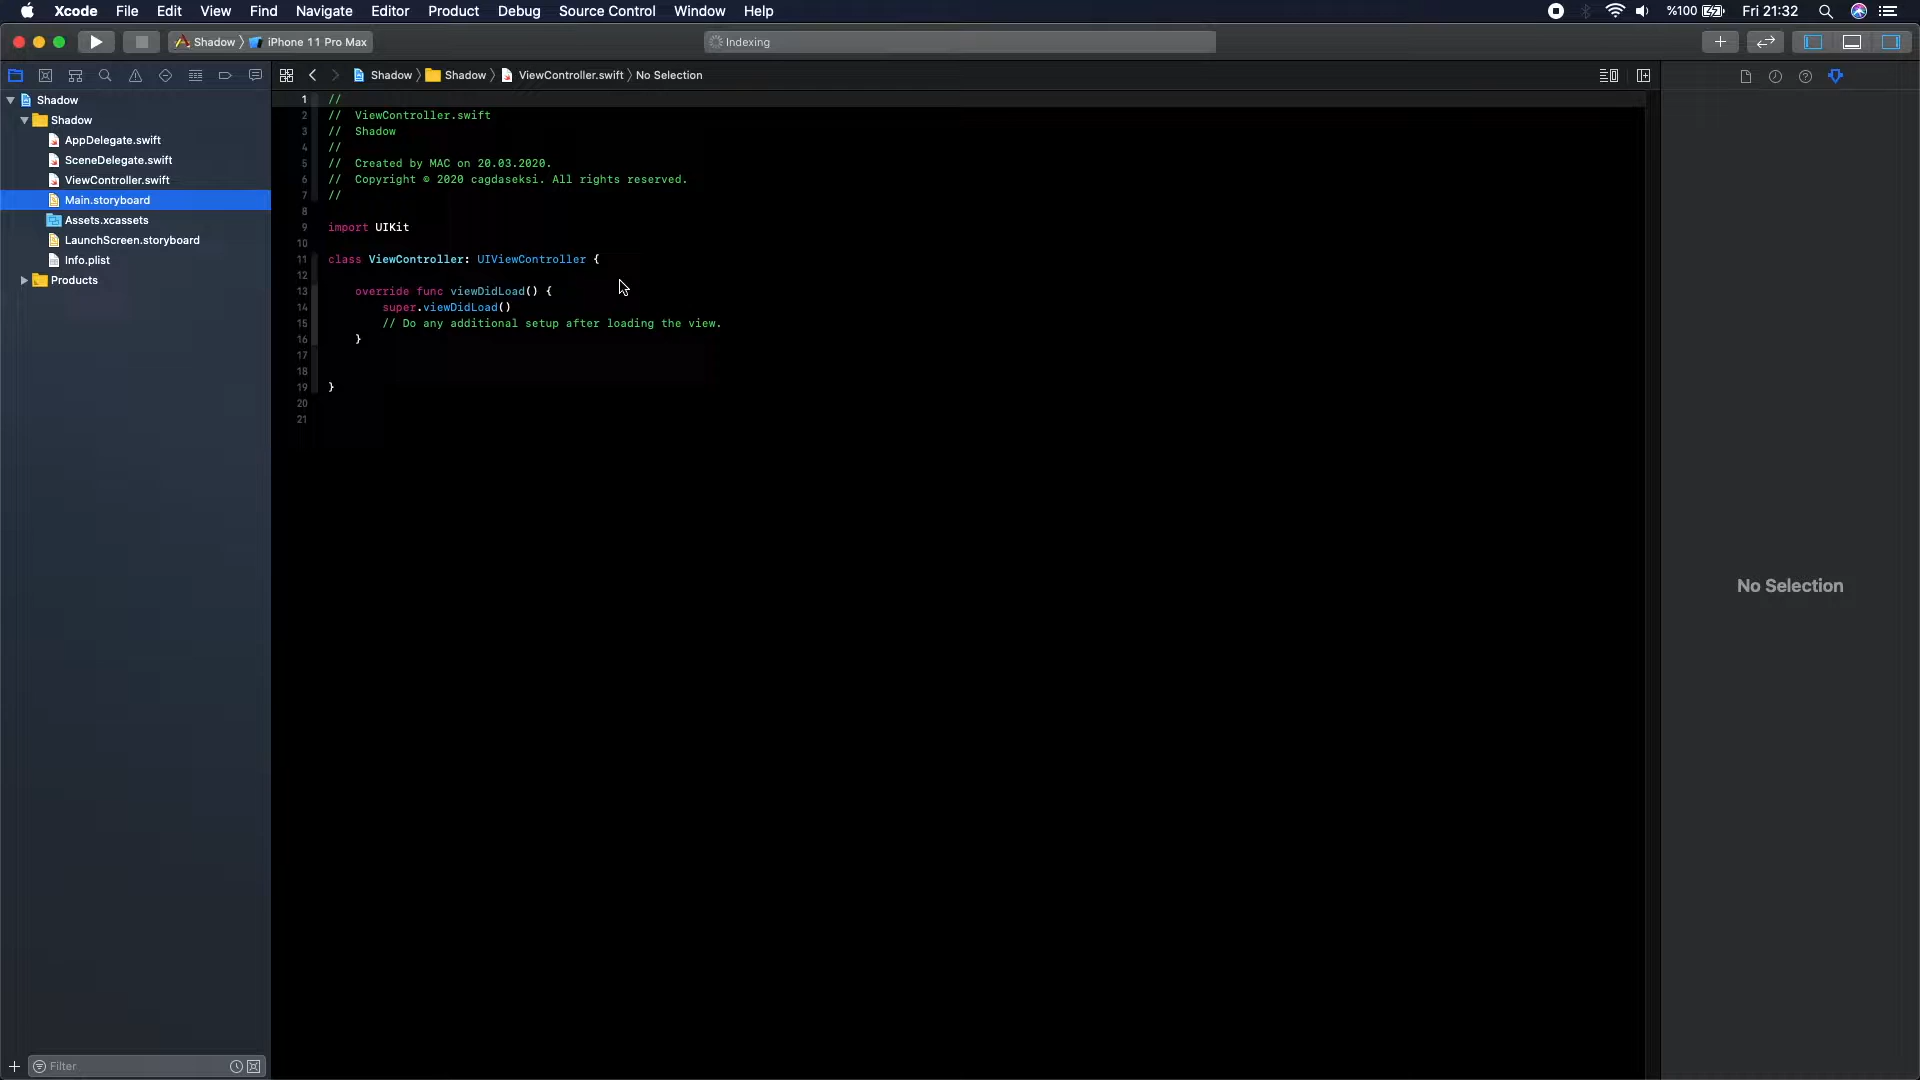 Xcode File Edit View Find Navigate Editor Product Debug Source Control Window Help %100 Fri 21:32
Shadow iPhone 11 Pro Max Indexing
Shadow Shadow ViewController.swift No Selection
Shadow
Shadow
AppDelegate.swift
SceneDelegate.swift
ViewController.swift
Main.storyboard
Assets.xcassets
LaunchScreen.storyboard
Info.plist
Products
1 //
2 // ViewController.swift
3 // Shadow
4 //
5 // Created by MAC on 20.03.2020.
6 // Copyright © 2020 cagdaseksi. All rights reserved.
7 //
8
9 import UIKit
10
11 class ViewController: UIViewController {
12
13 override func viewDidLoad() {
14 super.viewDidLoad()
15 // Do any additional setup after loading the view.
16 }
17
18
19 }
20
21
No Selection
Filter